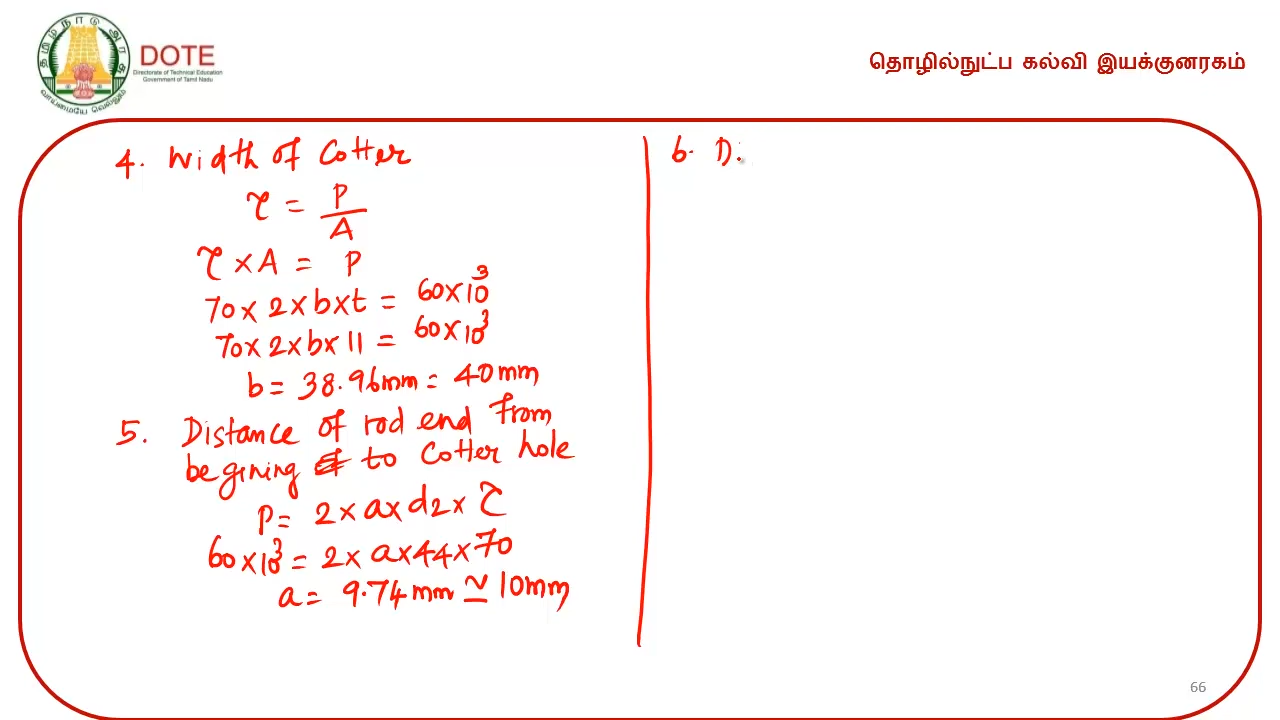 தமிழ்நாடு அரசு
வாய்மையே வெல்லும்
DOTE
Directorate of Technical Education
Government of Tamil Nadu
தொழில்நுட்ப கல்வி இயக்குனரகம்
4. Width of Cotter
τ = P/A
τ × A = P
70 × 2 × b × t = 60 × 10³
70 × 2 × b × 11 = 60 × 10³
b = 38.96mm = 40mm
5. Distance of rod end from
begining to Cotter hole
P = 2 × a × d2 × τ
60 × 10³ = 2 × a × 44 × 70
a = 9.74mm ≃ 10mm
6. D.
66